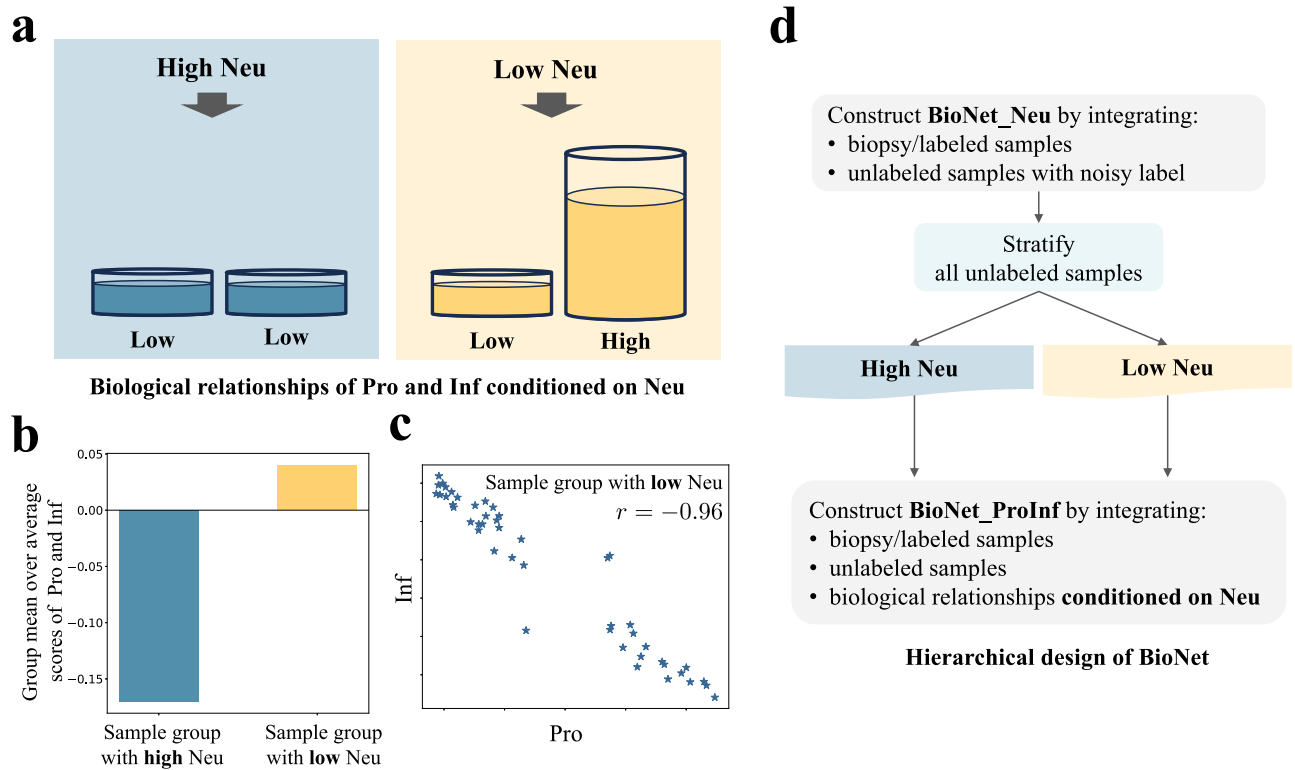 a
High Neu
Low Neu
Low
Low
Low
High
Biological relationships of Pro and Inf conditioned on Neu
b
Group mean over average
scores of Pro and Inf
0.05
0.00
−0.05
−0.10
−0.15
Sample group
with high Neu
Sample group
with low Neu
c
Sample group with low Neu
r = −0.96
Inf
Pro
d
Construct BioNet_Neu by integrating:
• biopsy/labeled samples
• unlabeled samples with noisy label
Stratify
all unlabeled samples
High Neu
Low Neu
Construct BioNet_ProInf by integrating:
• biopsy/labeled samples
• unlabeled samples
• biological relationships conditioned on Neu
Hierarchical design of BioNet